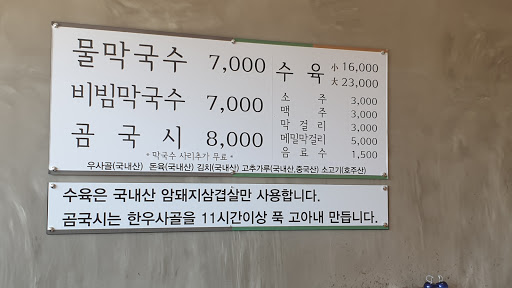 물막국수 7,000
비빔막국수 7,000
곰국시 8,000
* 막국수 사리추가 무료 *
수육 小 16,000
大 23,000
소주 3,000
맥주 3,000
막걸리 3,000
메밀막걸리 5,000
음료수 1,500
우사골(국내산) 돈육(국내산) 김치(국내산) 고추가루(국내산,중국산) 소고기(호주산)
수육은 국내산 암돼지삼겹살만 사용합니다.
곰국시는 한우사골을 11시간이상 푹 고아내 만듭니다.